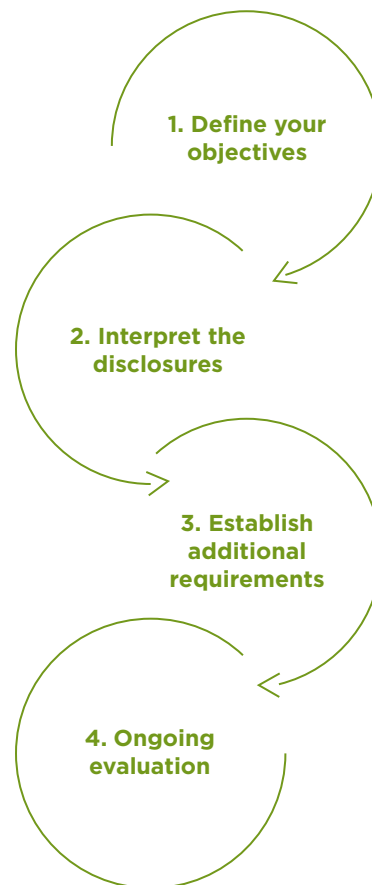 1. Define your
objectives
2. Interpret the
disclosures
3. Establish
additional
requirements
4. Ongoing
evaluation